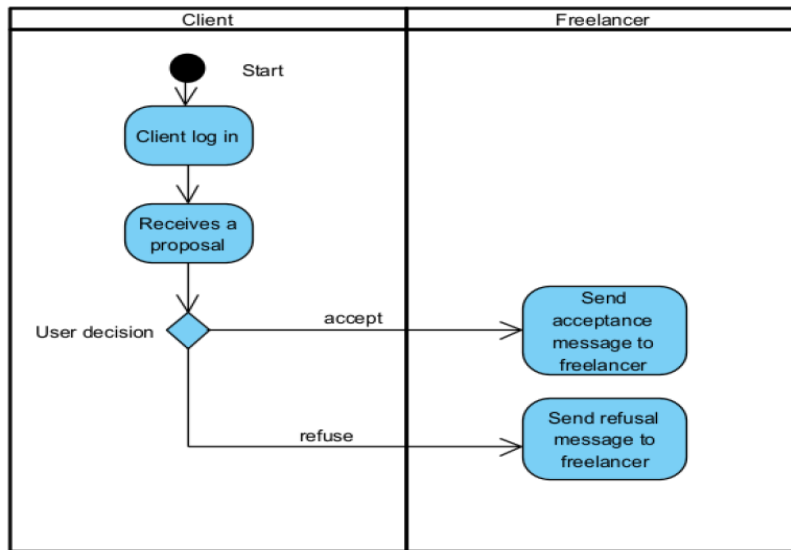 Client
Freelancer
Start
Client log in
Receives a
proposal
User decision
accept
Send
acceptance
message to
freelancer
refuse
Send refusal
message to
freelancer